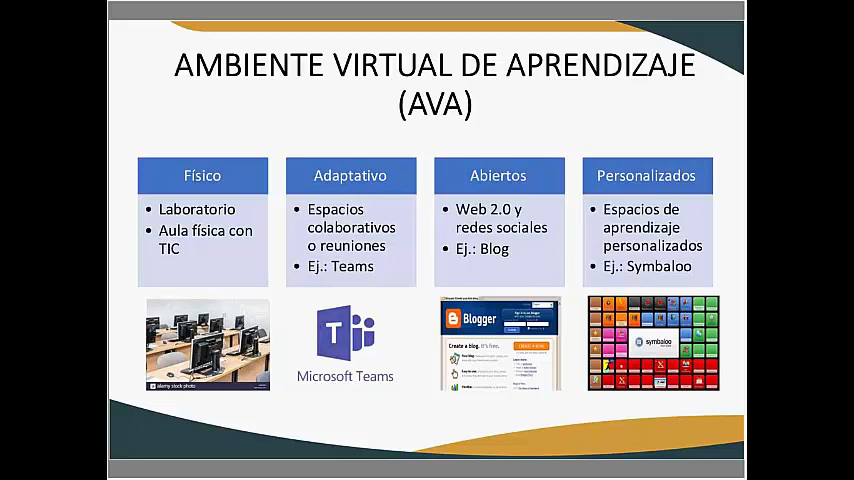 AMBIENTE VIRTUAL DE APRENDIZAJE
(AVA)
Físico
• Laboratorio
• Aula física con
TIC
Adaptativo
• Espacios
colaborativos
o reuniones
• Ej.: Teams
Abiertos
• Web 2.0 y
redes sociales
• Ej.: Blog
Personalizados
• Espacios de
aprendizaje
personalizados
• Ej.: Symbaloo
alamy stock photo
T
Microsoft Teams
Blogger
Create a blog. It's free.
CREATE A BLOG
symbaloo